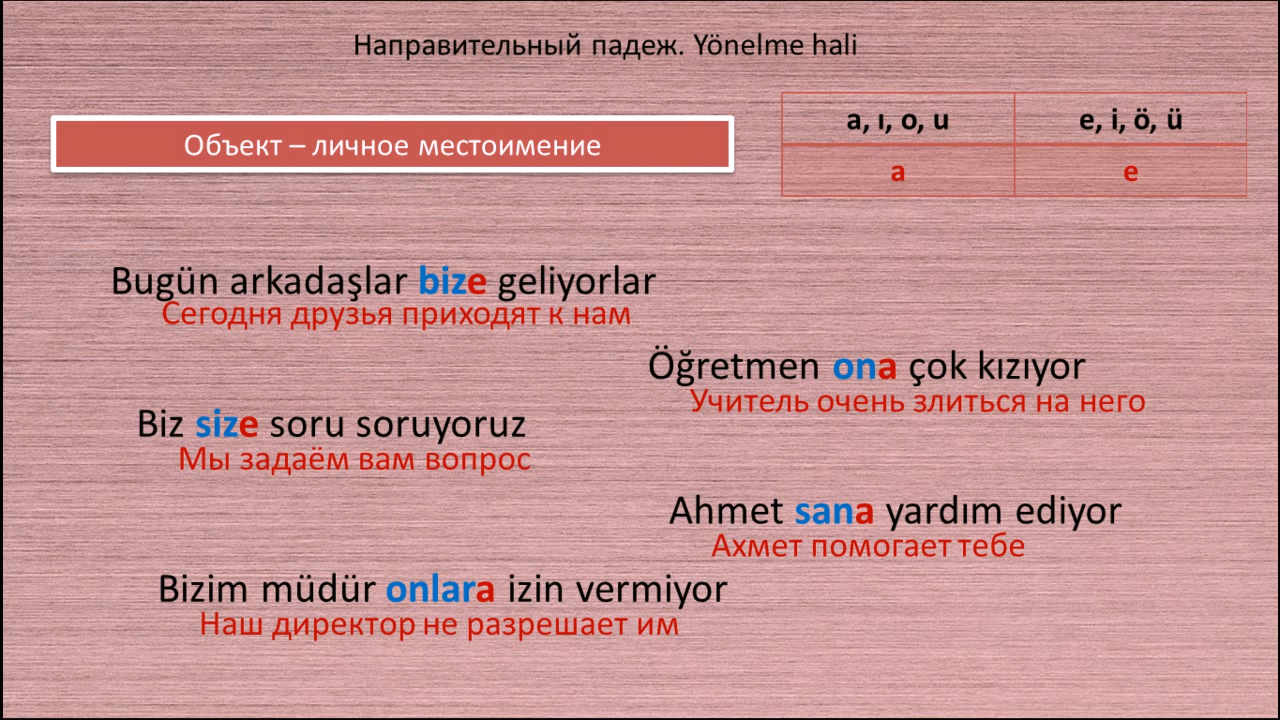 Направительный падеж. Yönelme hali
Объект – личное местоимение
a, ı, o, u
e, i, ö, ü
a
e
Bugün arkadaşlar bize geliyorlar
Сегодня друзья приходят к нам
Öğretmen ona çok kızıyor
Учитель очень злиться на него
Biz size soru soruyoruz
Мы задаём вам вопрос
Ahmet sana yardım ediyor
Ахмет помогает тебе
Bizim müdür onlara izin vermiyor
Наш директор не разрешает им